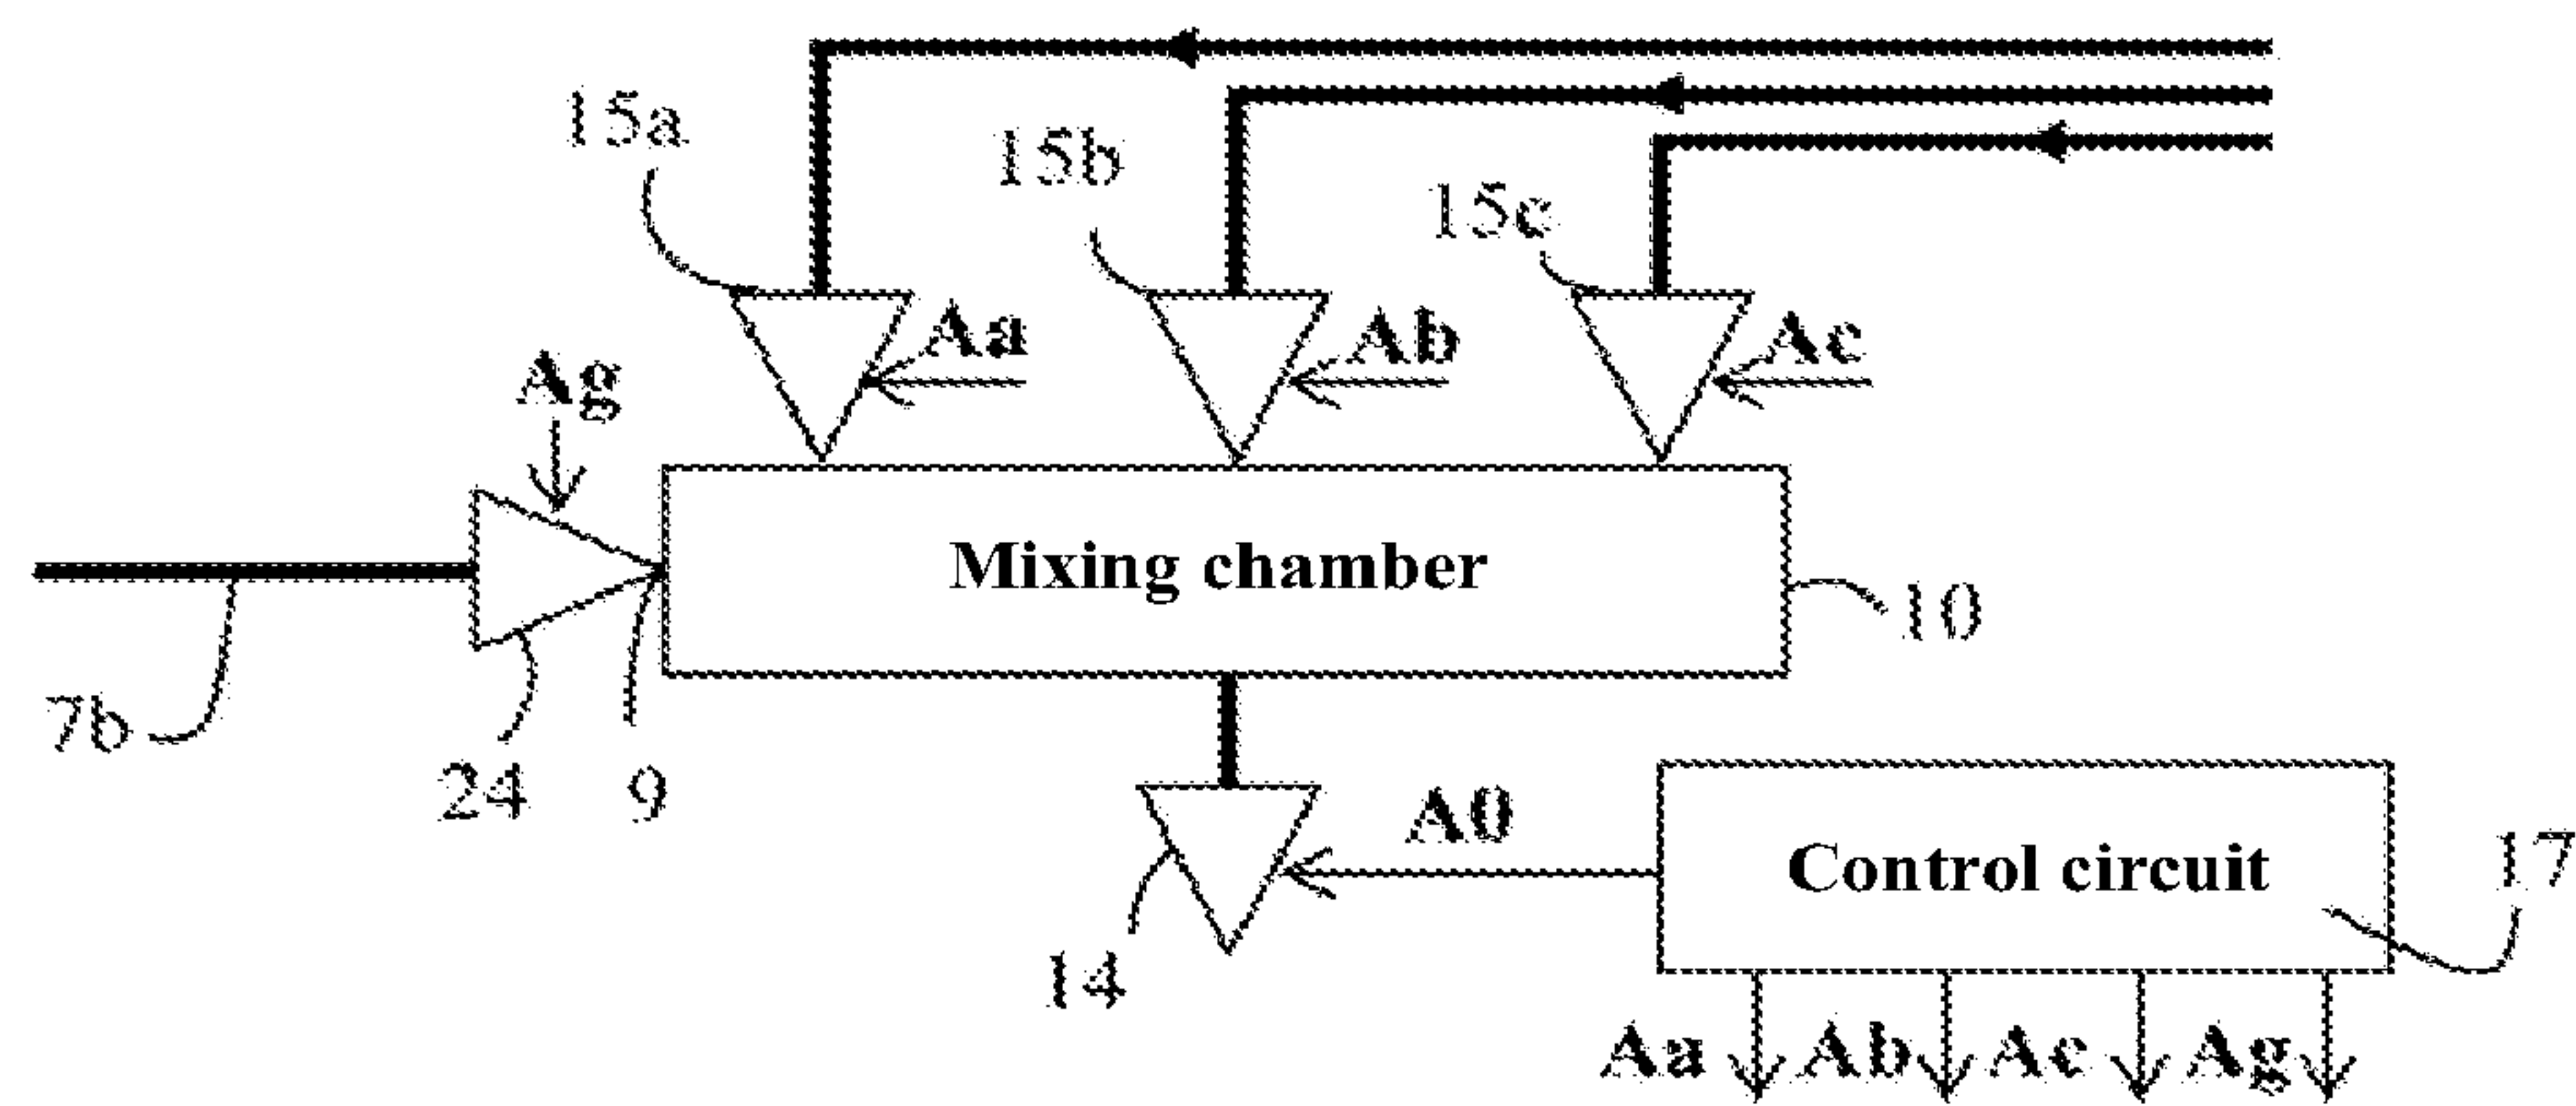 15a
15b
15c
Aa
Ab
Ac
Ag
Mixing chamber
10
7b
24
9
A0
Control circuit
17
14
Aa
Ab
Ac
Ag